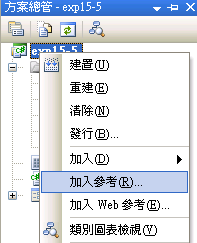 方案總管 - exp15-5
exp15-5
建置(U)
重建(E)
清除(N)
發行(B)...
加入(D)
加入參考(R)...
加入 Web 參考(E)...
類別圖表檢視(V)